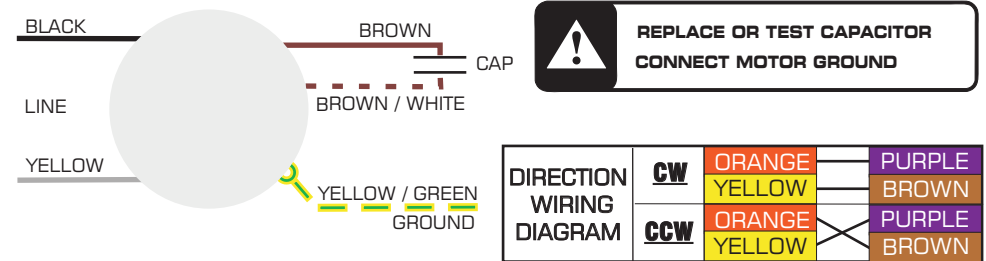 BLACK
BROWN
CAP
BROWN / WHITE
LINE
YELLOW
YELLOW / GREEN
GROUND
REPLACE OR TEST CAPACITOR
CONNECT MOTOR GROUND
DIRECTION
WIRING
DIAGRAM
CW
ORANGE PURPLE
YELLOW BROWN
CCW
ORANGE PURPLE
YELLOW BROWN